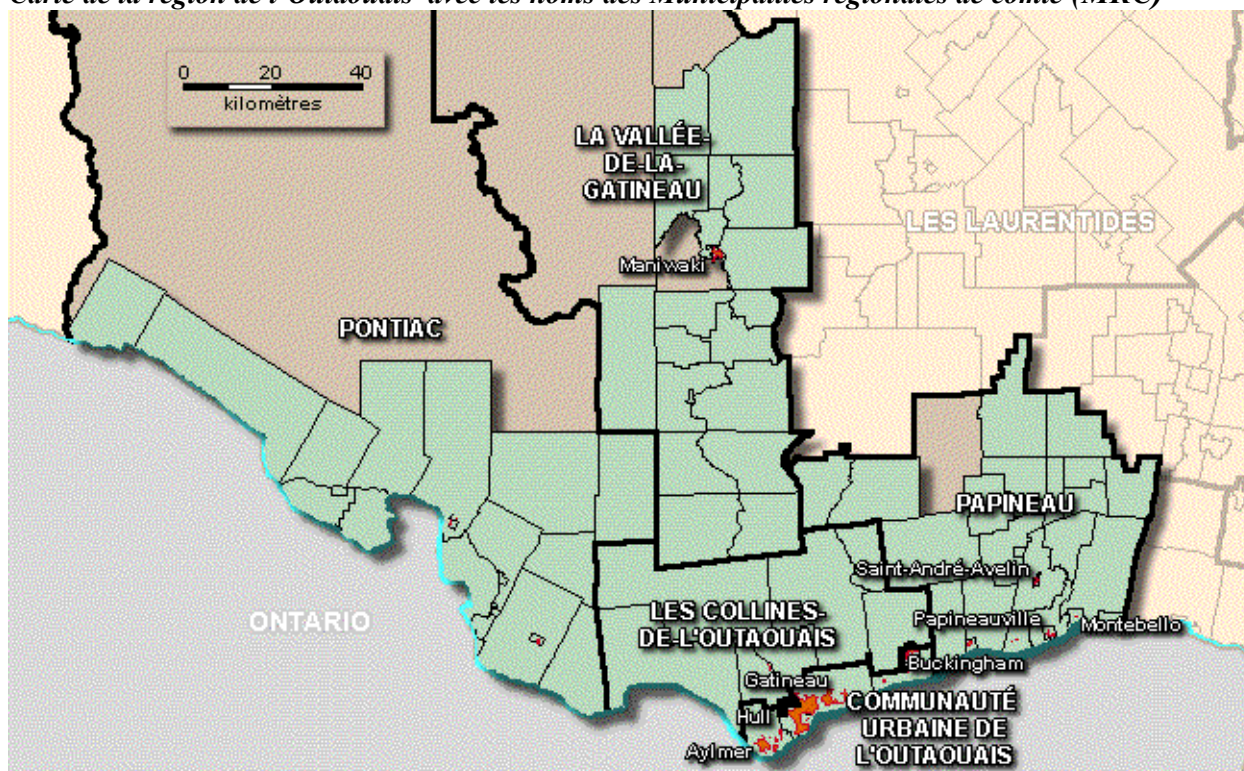 Carte de la région de l'Outaouais avec les noms des Municipalités régionales de comté (MRC)
0 20 40
kilomètres
LA VALLÉE-
DE-LA-
GATINEAU
LES LAURENTIDES
Maniwaki
PONTIAC
PAPINEAU
Saint-André-Avelin
ONTARIO
LES COLLINES-
DE-L'OUTAOUAIS
Papineauville
Montebello
Buckingham
Gatineau
Hull
COMMUNAUTÉ
URBAINE DE
L'OUTAOUAIS
Aylmer